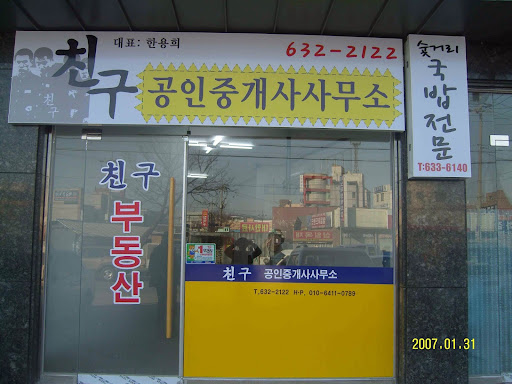 대표: 한용희
632-2122
친구
공인중개사사무소
친구
숯거리
국밥전문
T:633-6140
친구
부동산
친구 공인중개사사무소
T.632-2122 H·P. 010-6411-0789
2007.01.31